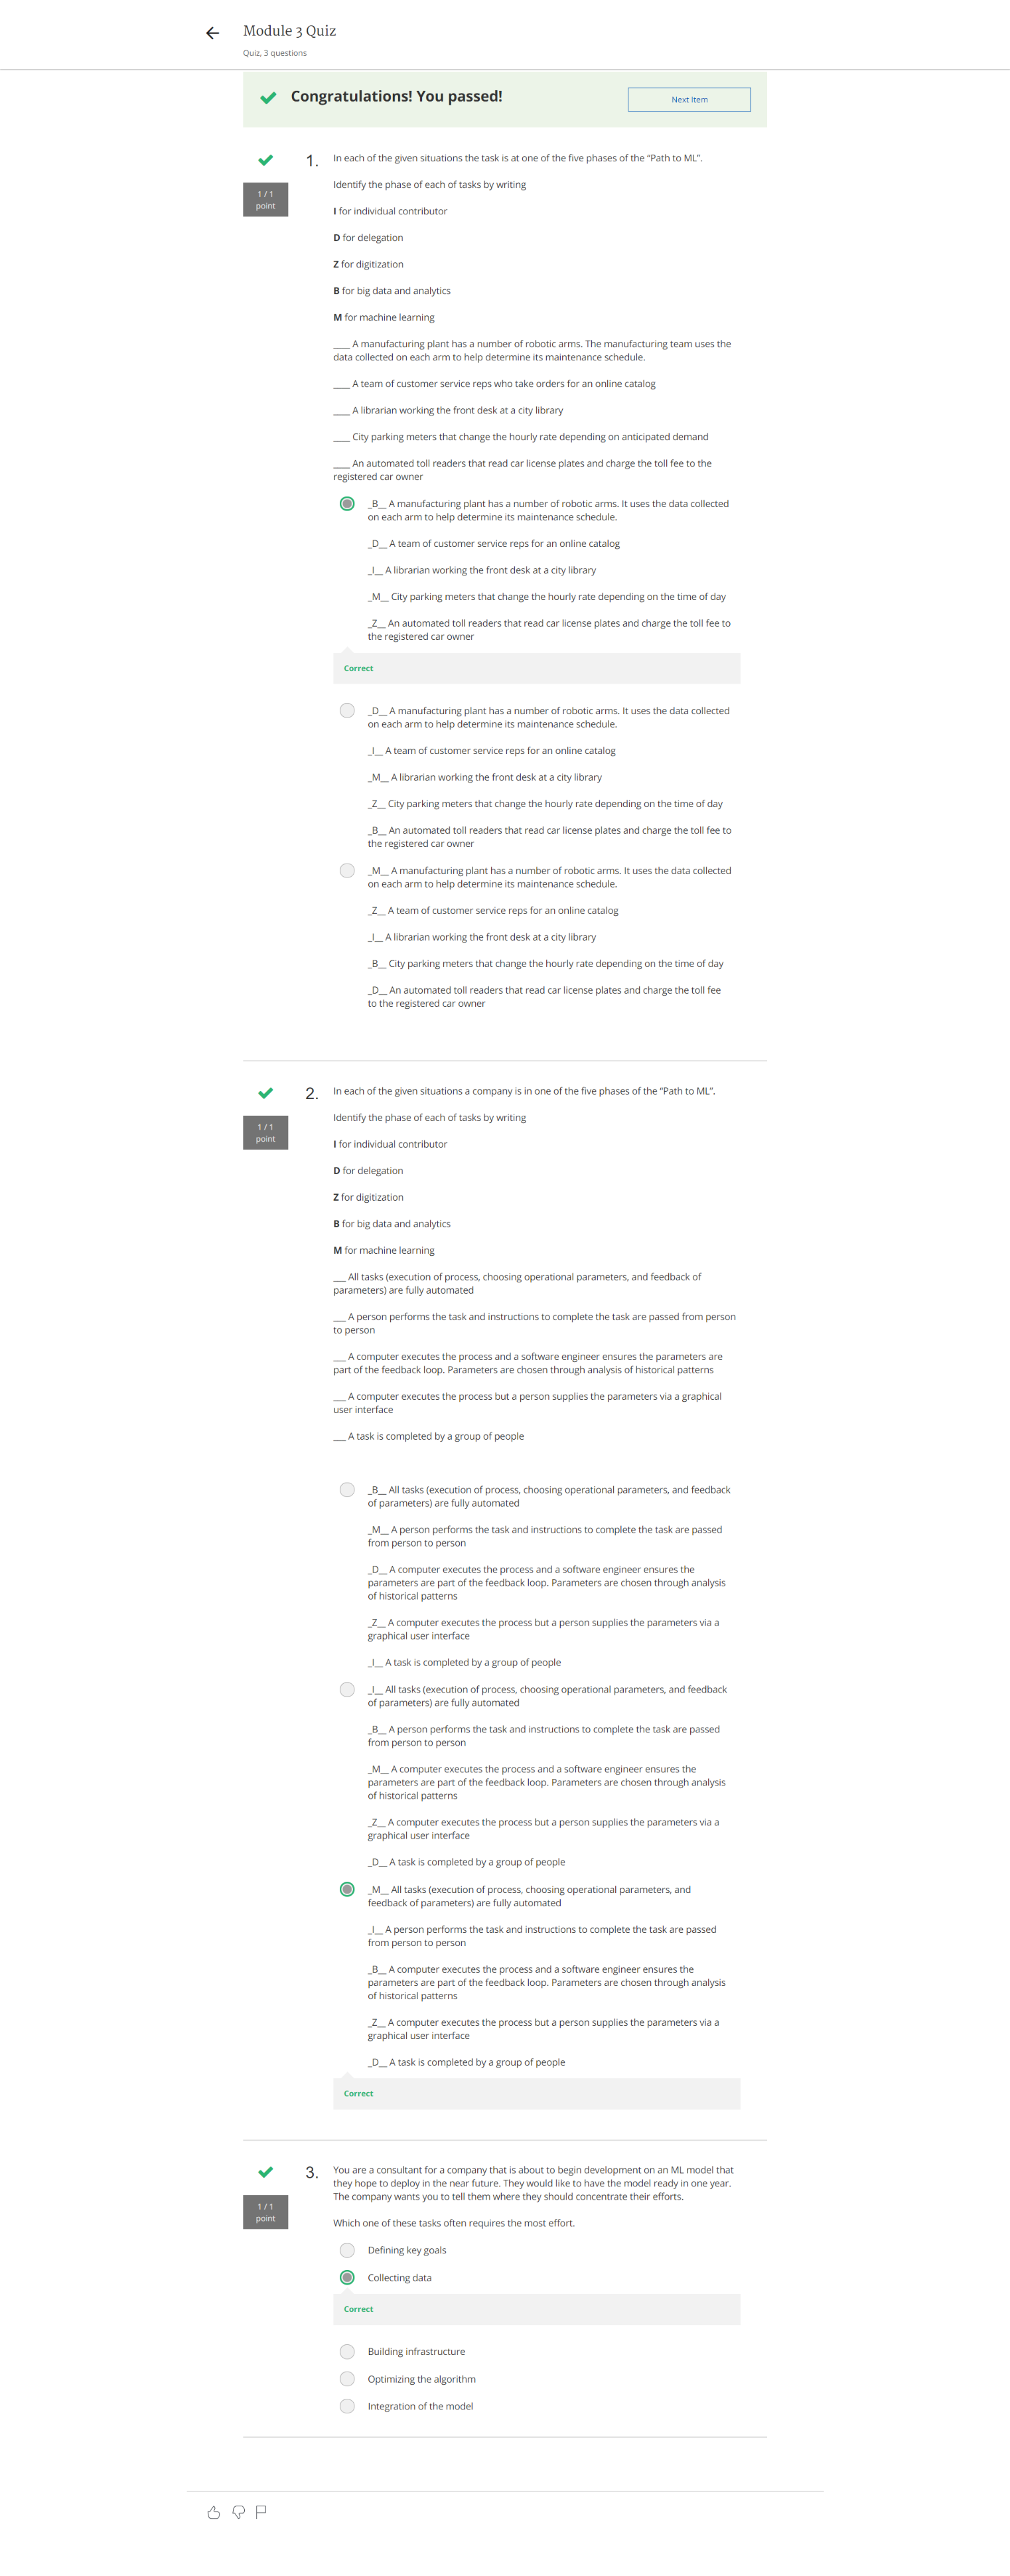 Module 3 Quiz
Quiz, 3 questions
Congratulations! You passed!
Next Item
1 / 1
point
1.
In each of the given situations the task is at one of the five phases of the “Path to ML”.
Identify the phase of each of tasks by writing
I for individual contributor
D for delegation
Z for digitization
B for big data and analytics
M for machine learning
____ A manufacturing plant has a number of robotic arms. The manufacturing team uses the
data collected on each arm to help determine its maintenance schedule.
____ A team of customer service reps who take orders for an online catalog
____ A librarian working the front desk at a city library
____ City parking meters that change the hourly rate depending on anticipated demand
____ An automated toll readers that read car license plates and charge the toll fee to the
registered car owner
_B__ A manufacturing plant has a number of robotic arms. It uses the data collected
on each arm to help determine its maintenance schedule.
_D__ A team of customer service reps for an online catalog
_I__ A librarian working the front desk at a city library
_M__ City parking meters that change the hourly rate depending on the time of day
_Z__ An automated toll readers that read car license plates and charge the toll fee to
the registered car owner
Correct
_D__ A manufacturing plant has a number of robotic arms. It uses the data collected
on each arm to help determine its maintenance schedule.
_I__ A team of customer service reps for an online catalog
_M__ A librarian working the front desk at a city library
_Z__ City parking meters that change the hourly rate depending on the time of day
_B__ An automated toll readers that read car license plates and charge the toll fee to
the registered car owner
_M__ A manufacturing plant has a number of robotic arms. It uses the data collected
on each arm to help determine its maintenance schedule.
_Z__ A team of customer service reps for an online catalog
_I__ A librarian working the front desk at a city library
_B__ City parking meters that change the hourly rate depending on the time of day
_D__ An automated toll readers that read car license plates and charge the toll fee
to the registered car owner
1 / 1
point
2.
In each of the given situations a company is in one of the five phases of the “Path to ML”.
Identify the phase of each of tasks by writing
I for individual contributor
D for delegation
Z for digitization
B for big data and analytics
M for machine learning
___ All tasks (execution of process, choosing operational parameters, and feedback of
parameters) are fully automated
___ A person performs the task and instructions to complete the task are passed from person
to person
___ A computer executes the process and a software engineer ensures the parameters are
part of the feedback loop. Parameters are chosen through analysis of historical patterns
___ A computer executes the process but a person supplies the parameters via a graphical
user interface
___ A task is completed by a group of people
_B__ All tasks (execution of process, choosing operational parameters, and feedback
of parameters) are fully automated
_M__ A person performs the task and instructions to complete the task are passed
from person to person
_D__ A computer executes the process and a software engineer ensures the
parameters are part of the feedback loop. Parameters are chosen through analysis
of historical patterns
_Z__ A computer executes the process but a person supplies the parameters via a
graphical user interface
_I__ A task is completed by a group of people
_I__ All tasks (execution of process, choosing operational parameters, and feedback
of parameters) are fully automated
_B__ A person performs the task and instructions to complete the task are passed
from person to person
_M__ A computer executes the process and a software engineer ensures the
parameters are part of the feedback loop. Parameters are chosen through analysis
of historical patterns
_Z__ A computer executes the process but a person supplies the parameters via a
graphical user interface
_D__ A task is completed by a group of people
_M__ All tasks (execution of process, choosing operational parameters, and
feedback of parameters) are fully automated
_I__ A person performs the task and instructions to complete the task are passed
from person to person
_B__ A computer executes the process and a software engineer ensures the
parameters are part of the feedback loop. Parameters are chosen through analysis
of historical patterns
_Z__ A computer executes the process but a person supplies the parameters via a
graphical user interface
_D__ A task is completed by a group of people
Correct
1 / 1
point
3.
You are a consultant for a company that is about to begin development on an ML model that
they hope to deploy in the near future. They would like to have the model ready in one year.
The company wants you to tell them where they should concentrate their efforts.
Which one of these tasks often requires the most effort.
Defining key goals
Collecting data
Correct
Building infrastructure
Optimizing the algorithm
Integration of the model